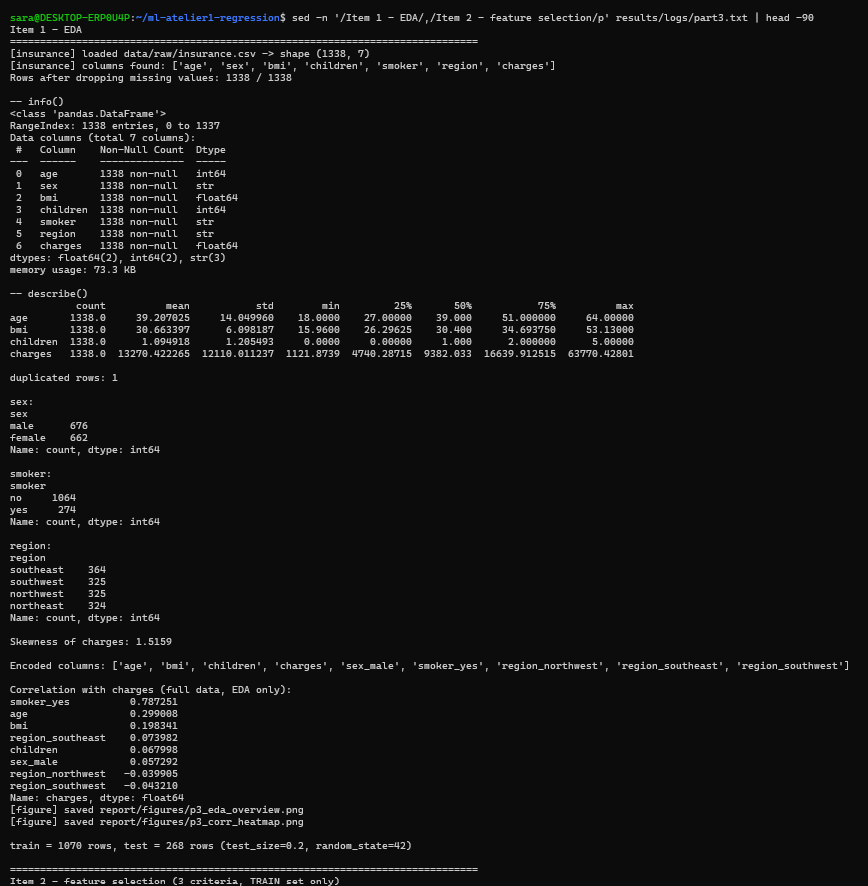 sara@DESKTOP-ERP0U4P:~/ml-atelier1-regression$ sed -n '/Item 1 - EDA/,/Item 2 - feature selection/p' results/logs/part3.txt | head -90
Item 1 - EDA
==============================================================================
[insurance] loaded data/raw/insurance.csv -> shape (1338, 7)
[insurance] columns found: ['age', 'sex', 'bmi', 'children', 'smoker', 'region', 'charges']
Rows after dropping missing values: 1338 / 1338

-- info()
<class 'pandas.DataFrame'>
RangeIndex: 1338 entries, 0 to 1337
Data columns (total 7 columns):
 #   Column    Non-Null Count  Dtype
---  ------    --------------  -----
 0   age       1338 non-null   int64
 1   sex       1338 non-null   str
 2   bmi       1338 non-null   float64
 3   children  1338 non-null   int64
 4   smoker    1338 non-null   str
 5   region    1338 non-null   str
 6   charges   1338 non-null   float64
dtypes: float64(2), int64(2), str(3)
memory usage: 73.3 KB

-- describe()
           count          mean           std        min         25%       50%           75%          max
age       1338.0     39.207025     14.049960    18.0000    27.00000    39.000     51.000000     64.00000
bmi       1338.0     30.663397      6.098187    15.9600    26.29625    30.400     34.693750     53.13000
children  1338.0      1.094918      1.205493     0.0000     0.00000     1.000      2.000000      5.00000
charges   1338.0  13270.422265  12110.011237  1121.8739  4740.28715  9382.033  16639.912515  63770.42801

duplicated rows: 1

sex:
sex
male      676
female    662
Name: count, dtype: int64

smoker:
smoker
no     1064
yes     274
Name: count, dtype: int64

region:
region
southeast    364
southwest    325
northwest    325
northeast    324
Name: count, dtype: int64

Skewness of charges: 1.5159

Encoded columns: ['age', 'bmi', 'children', 'charges', 'sex_male', 'smoker_yes', 'region_northwest', 'region_southeast', 'region_southwest']

Correlation with charges (full data, EDA only):
smoker_yes          0.787251
age                 0.299008
bmi                 0.198341
region_southeast    0.073982
children            0.067998
sex_male            0.057292
region_northwest   -0.039905
region_southwest   -0.043210
Name: charges, dtype: float64
[figure] saved report/figures/p3_eda_overview.png
[figure] saved report/figures/p3_corr_heatmap.png

train = 1070 rows, test = 268 rows (test_size=0.2, random_state=42)

==============================================================================
Item 2 - feature selection (3 criteria, TRAIN set only)